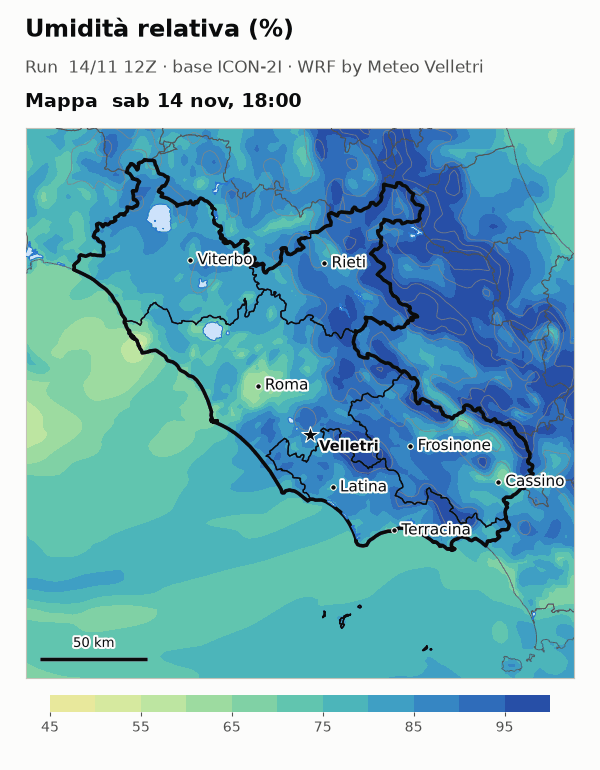 Umidità relativa (%)
Run  14/11 12Z · base ICON-2I · WRF by Meteo Velletri
Mappa  sab 14 nov, 18:00
Viterbo
Rieti
Roma
Velletri
Frosinone
Cassino
Latina
Terracina
50 km
45 55 65 75 85 95